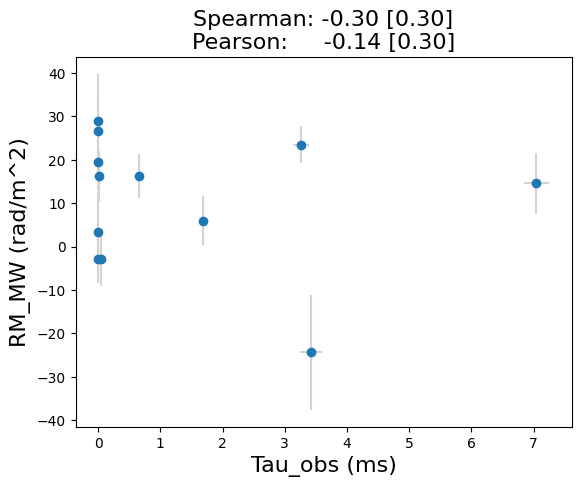 Spearman: -0.30 [0.30]
Pearson: -0.14 [0.30]
40
30
20
10
0
−10
−20
−30
−40
RM_MW (rad/m^2)
0 1 2 3 4 5 6 7
Tau_obs (ms)